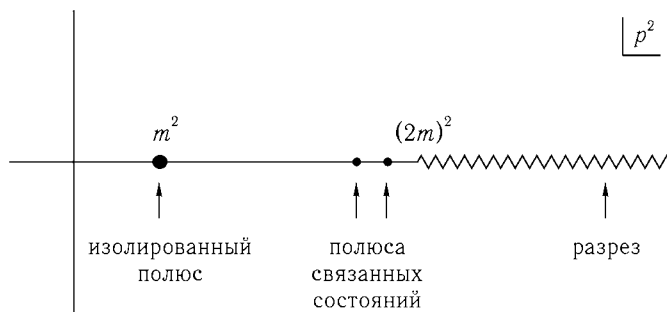 p²
m²
(2m)²
изолированный
полюс
полюса
связанных
состояний
разрез